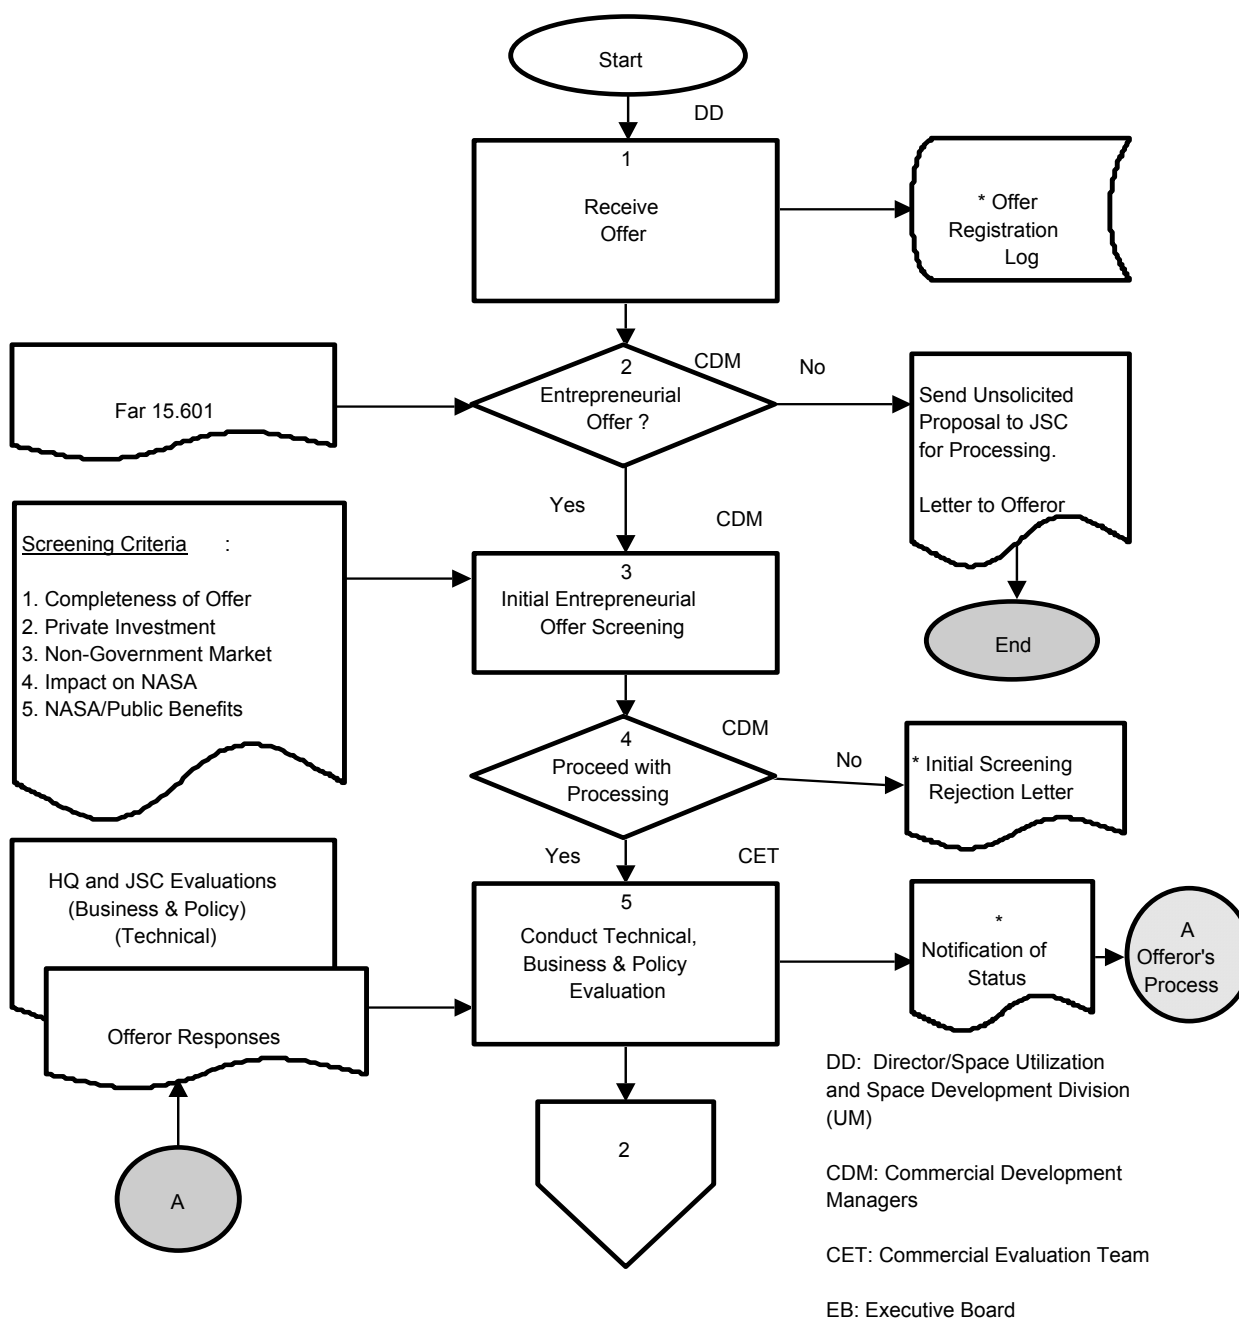 Start
DD
1
Receive
Offer
* Offer
Registration
Log
Far 15.601
2
Entrepreneurial
Offer ?
CDM
No
Send Unsolicited
Proposal to JSC
for Processing.
Letter to Offeror
End
Yes
CDM
Screening Criteria :
1. Completeness of Offer
2. Private Investment
3. Non-Government Market
4. Impact on NASA
5. NASA/Public Benefits
3
Initial Entrepreneurial
Offer Screening
CDM
4
Proceed with
Processing
No
* Initial Screening
Rejection Letter
Yes
CET
HQ and JSC Evaluations
(Business & Policy)
(Technical)
Offeror Responses
A
5
Conduct Technical,
Business & Policy
Evaluation
*
Notification of
Status
A
Offeror's
Process
2
DD: Director/Space Utilization
and Space Development Division
(UM)
CDM: Commercial Development
Managers
CET: Commercial Evaluation Team
EB: Executive Board